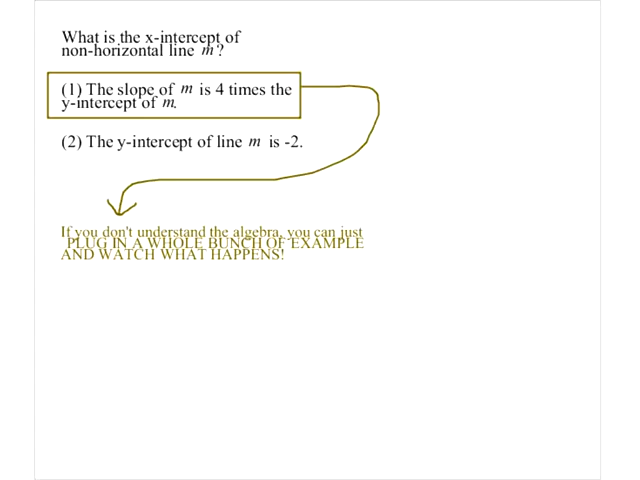 What is the x-intercept of
non-horizontal line m?
(1) The slope of m is 4 times the
y-intercept of m.
(2) The y-intercept of line m is -2.
If you don't understand the algebra, you can just
PLUG IN A WHOLE BUNCH OF EXAMPLE
AND WATCH WHAT HAPPENS!